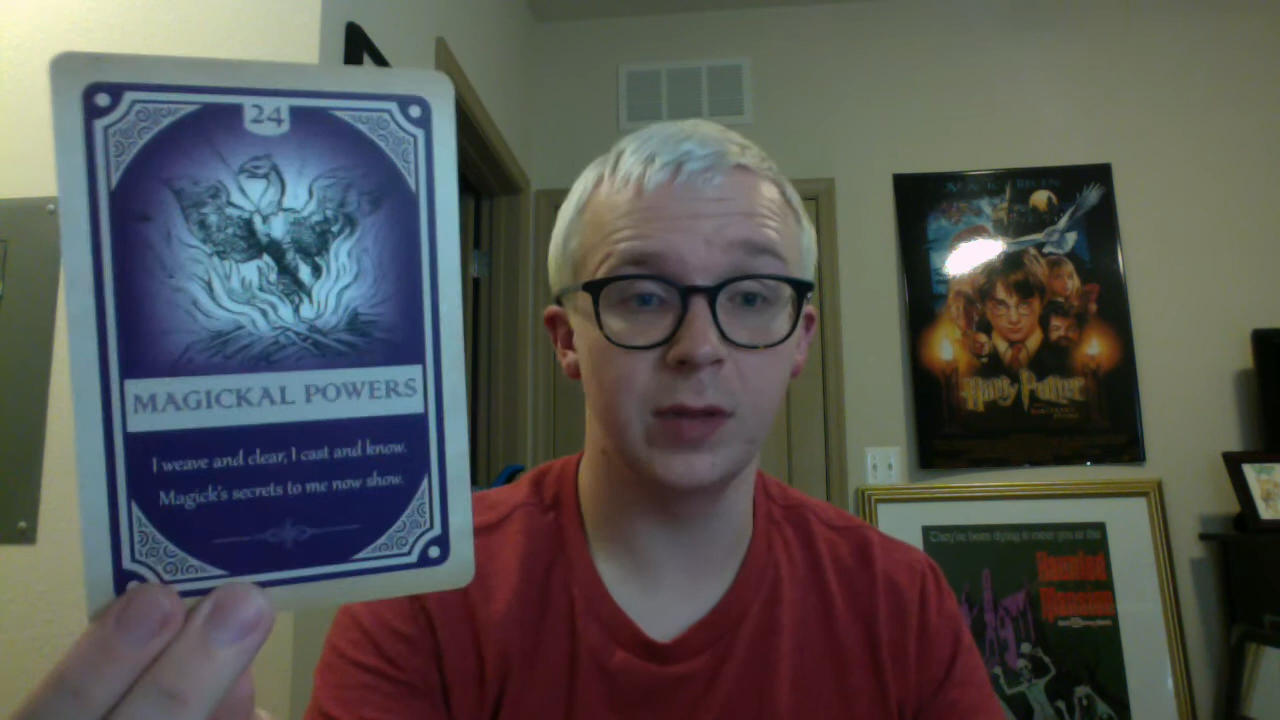 24
MAGICKAL POWERS
I weave and clear, I cast and know.
Magick's secrets to me now show.
Harry Potter
They've been dying to meet you at the
Haunted
Mansion